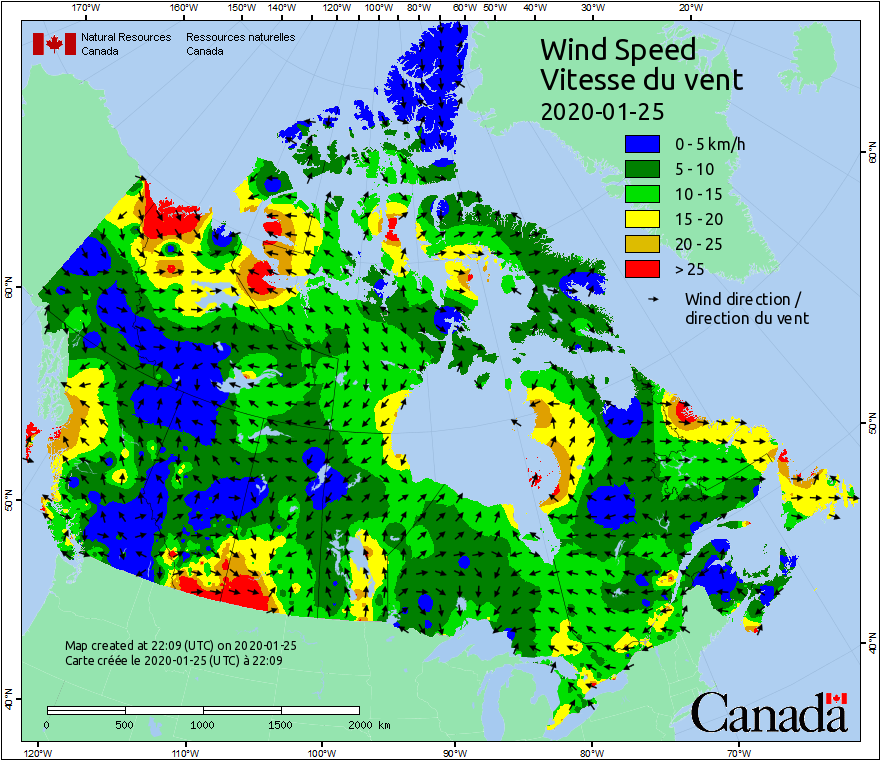 170°W 160°W 150°W 140°W 130°W 120°W 110°W 100°W 90°W 80°W 70°W 60°W 50°W 40°W 30°W 20°W
Natural Resources Canada
Ressources naturelles Canada
Wind Speed
Vitesse du vent
2020-01-25
0 - 5 km/h
5 - 10
10 - 15
15 - 20
20 - 25
> 25
Wind direction /
direction du vent
60°N
60°N
50°N
50°N
40°N
40°N
Map created at 22:09 (UTC) on 2020-01-25
Carte créée le 2020-01-25 (UTC) à 22:09
0 500 1000 1500 2000 km
Canada
120°W 110°W 100°W 90°W 80°W 70°W